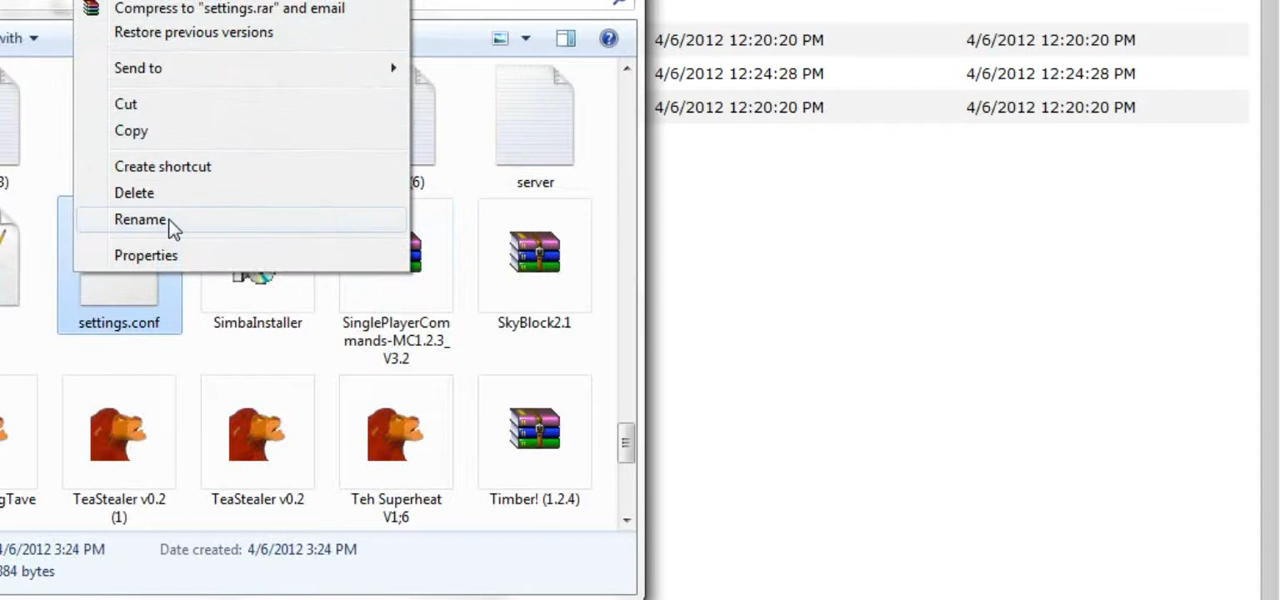 Compress to "settings.rar" and email
Restore previous versions
Send to
Cut
Copy
Create shortcut
Delete
Rename
Properties
with
4/6/2012 12:20:20 PM 4/6/2012 12:20:20 PM
4/6/2012 12:24:28 PM 4/6/2012 12:24:28 PM
4/6/2012 12:20:20 PM 4/6/2012 12:20:20 PM
3) (6) server
settings.conf SimbaInstaller SinglePlayerCom SkyBlock2.1
mands-MC1.2.3_
V3.2
gTave TeaStealer v0.2 TeaStealer v0.2 Teh Superheat Timber! (1.2.4)
(1) V1;6
4/6/2012 3:24 PM Date created: 4/6/2012 3:24 PM
384 bytes